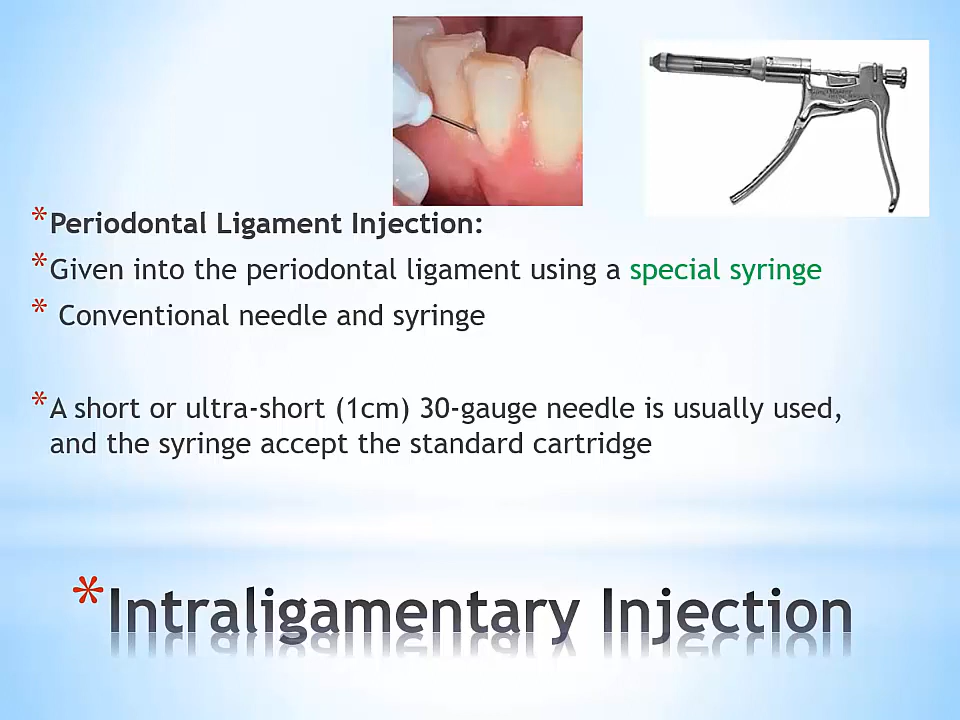 *Periodontal Ligament Injection:
*Given into the periodontal ligament using a special syringe
* Conventional needle and syringe
*A short or ultra-short (1cm) 30-gauge needle is usually used,
and the syringe accept the standard cartridge
*Intraligamentary Injection